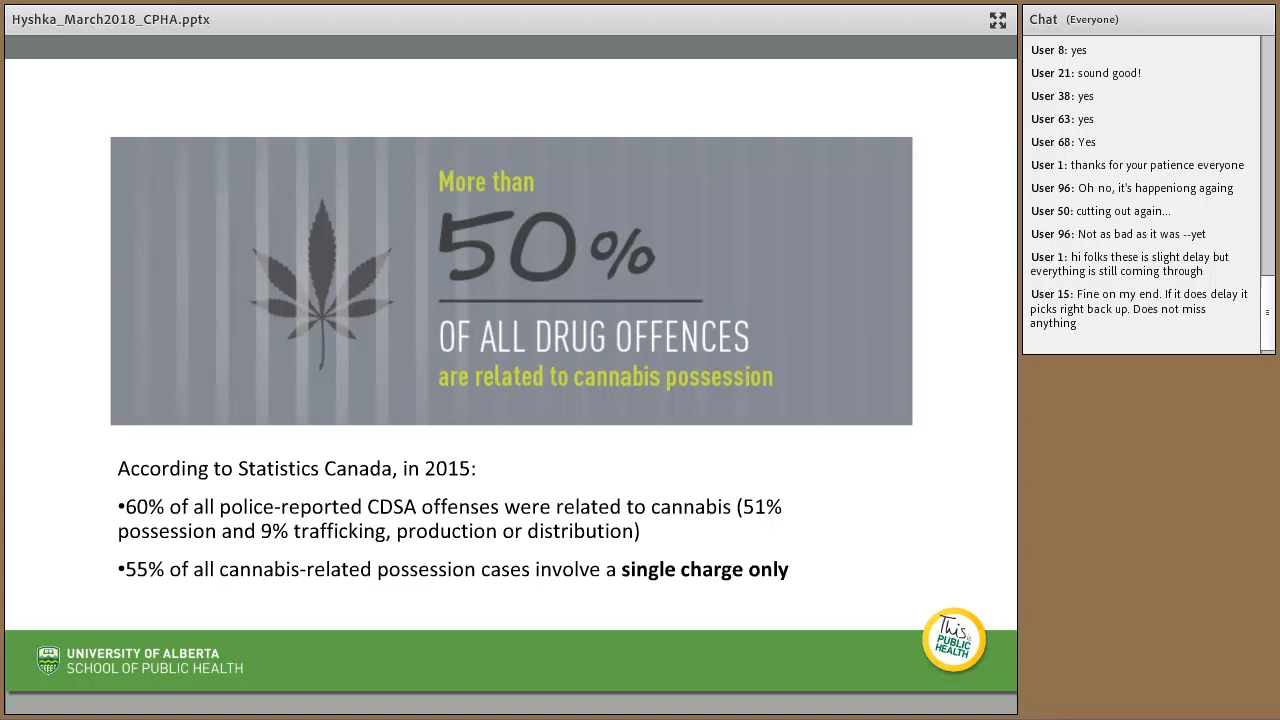 Hyshka_March2018_CPHA.pptx
More than
50%
OF ALL DRUG OFFENCES
are related to cannabis possession
According to Statistics Canada, in 2015:
•60% of all police-reported CDSA offenses were related to cannabis (51%
possession and 9% trafficking, production or distribution)
•55% of all cannabis-related possession cases involve a single charge only
UNIVERSITY OF ALBERTA
SCHOOL OF PUBLIC HEALTH
This is
PUBLIC
HEALTH
Chat (Everyone)
User 8: yes
User 21: sound good!
User 38: yes
User 63: yes
User 68: Yes
User 1: thanks for your patience everyone
User 96: Oh no, it's happeniong againg
User 50: cutting out again...
User 96: Not as bad as it was --yet
User 1: hi folks these is slight delay but
everything is still coming through
User 15: Fine on my end. If it does delay it
picks right back up. Does not miss
anything